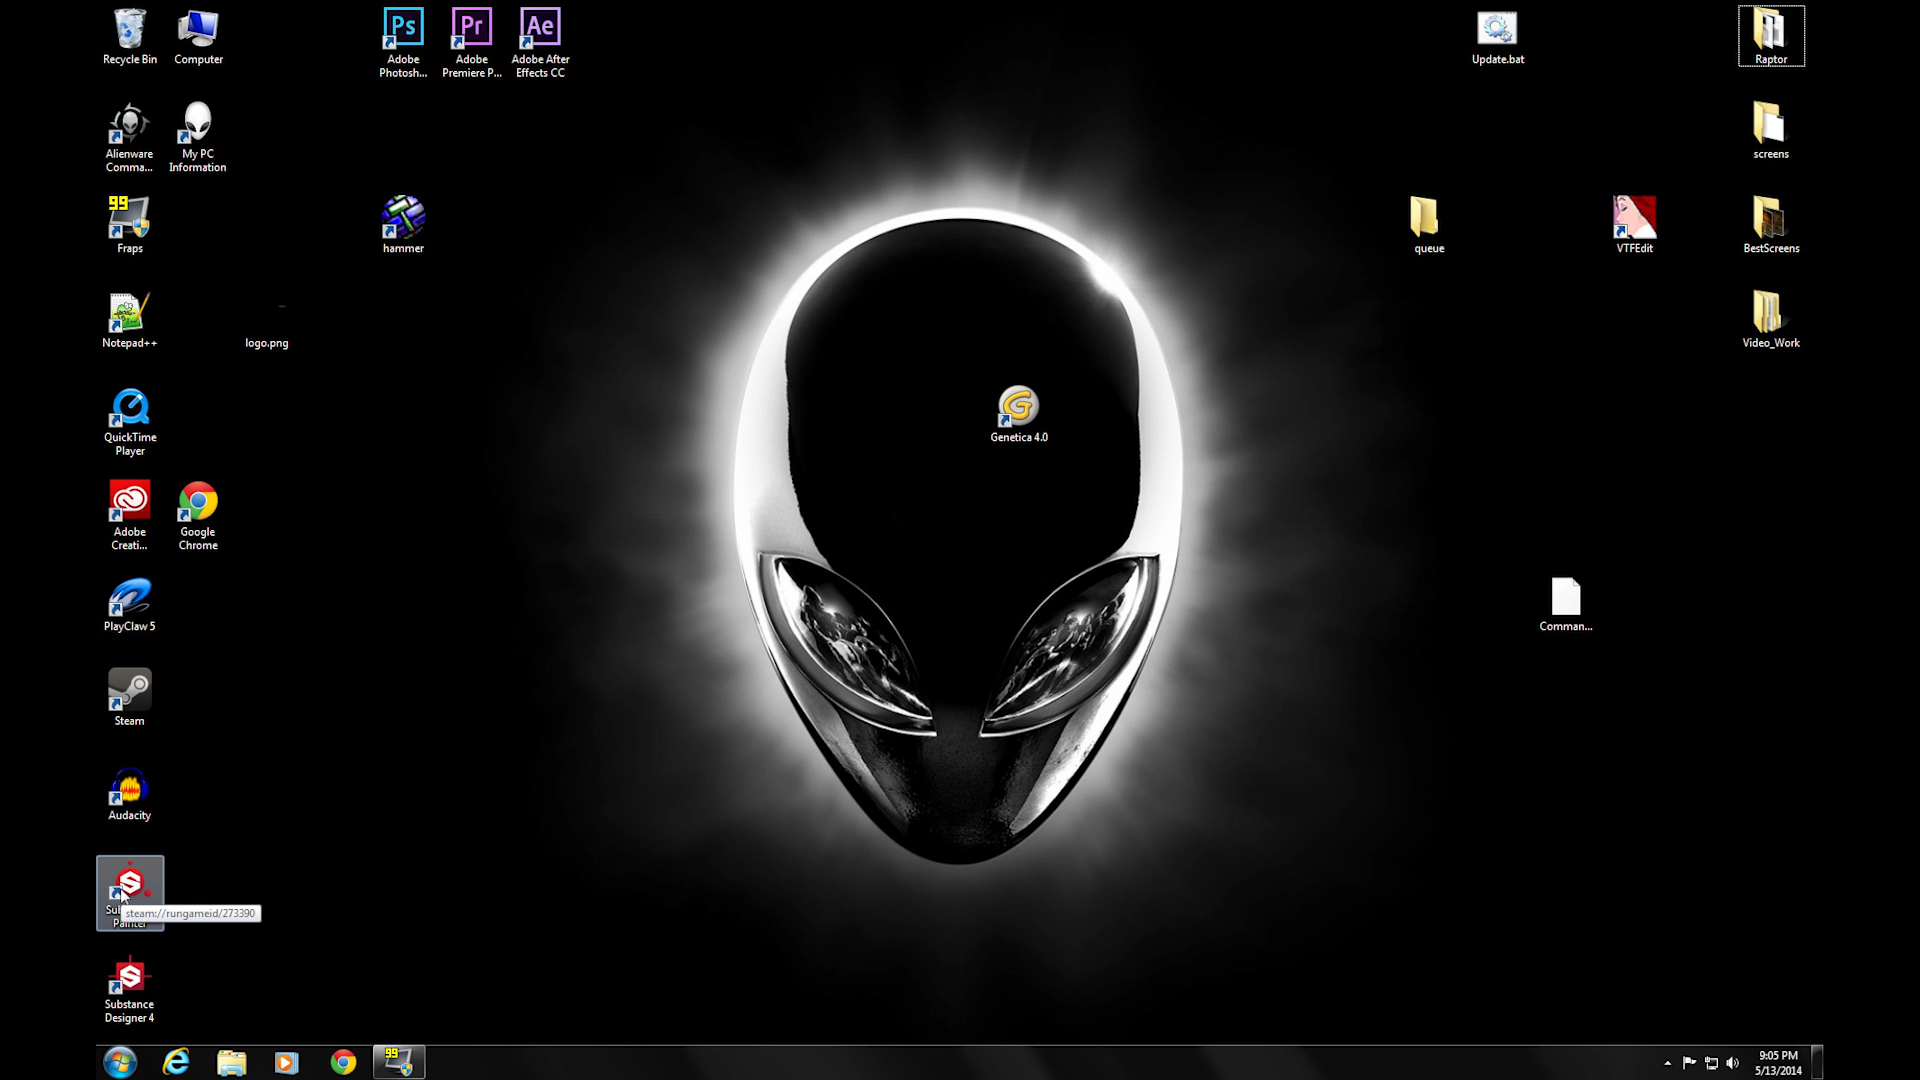 Ps
Pr
Ae
Recycle Bin
Computer
Adobe
Photosh...
Adobe
Premiere P...
Adobe After
Effects CC
Update.bat
Raptor
Alienware
Comma...
My PC
Information
screens
99
Fraps
hammer
queue
VTFEdit
BestScreens
Notepad++
logo.png
Video_Work
QuickTime
Player
G
Genetica 4.0
Adobe
Creati...
Google
Chrome
PlayClaw 5
Comman...
Steam
Audacity
S
steam://rungameid/273390
Painter
S
Substance
Designer 4
99
9:05 PM
5/13/2014